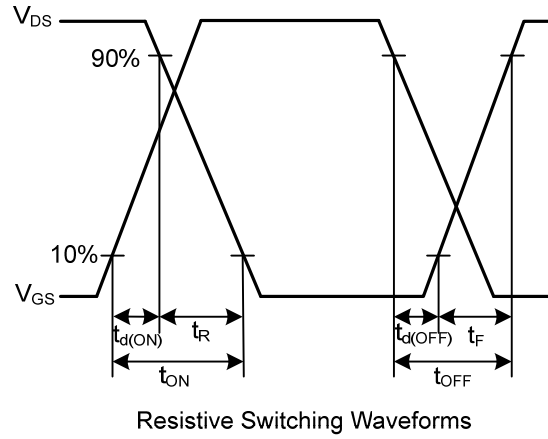 VDS
90%
10%
VGS
td(ON) tR td(OFF) tF
tON tOFF
Resistive Switching Waveforms